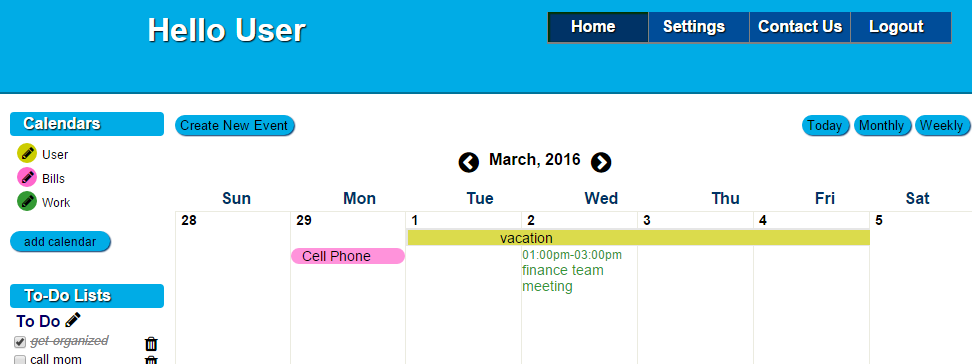 Hello User
Home Settings Contact Us Logout
Calendars
User
Bills
Work
add calendar
To-Do Lists
To Do
get organized
call mom
Create New Event
Today Monthly Weekly
March, 2016
Sun Mon Tue Wed Thu Fri Sat
28 29 1 2 3 4 5
vacation
Cell Phone
01:00pm-03:00pm
finance team
meeting